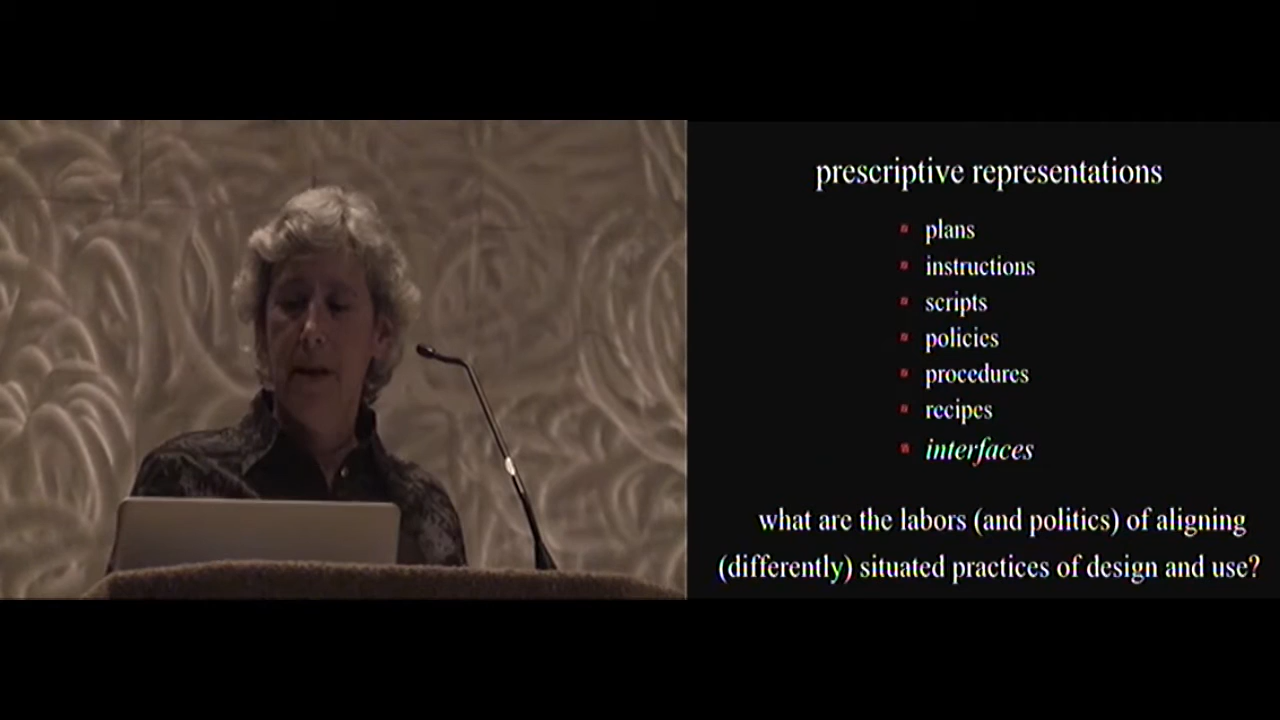 prescriptive representations
plans
instructions
scripts
policies
procedures
recipes
interfaces
what are the labors (and politics) of aligning
(differently) situated practices of design and use?